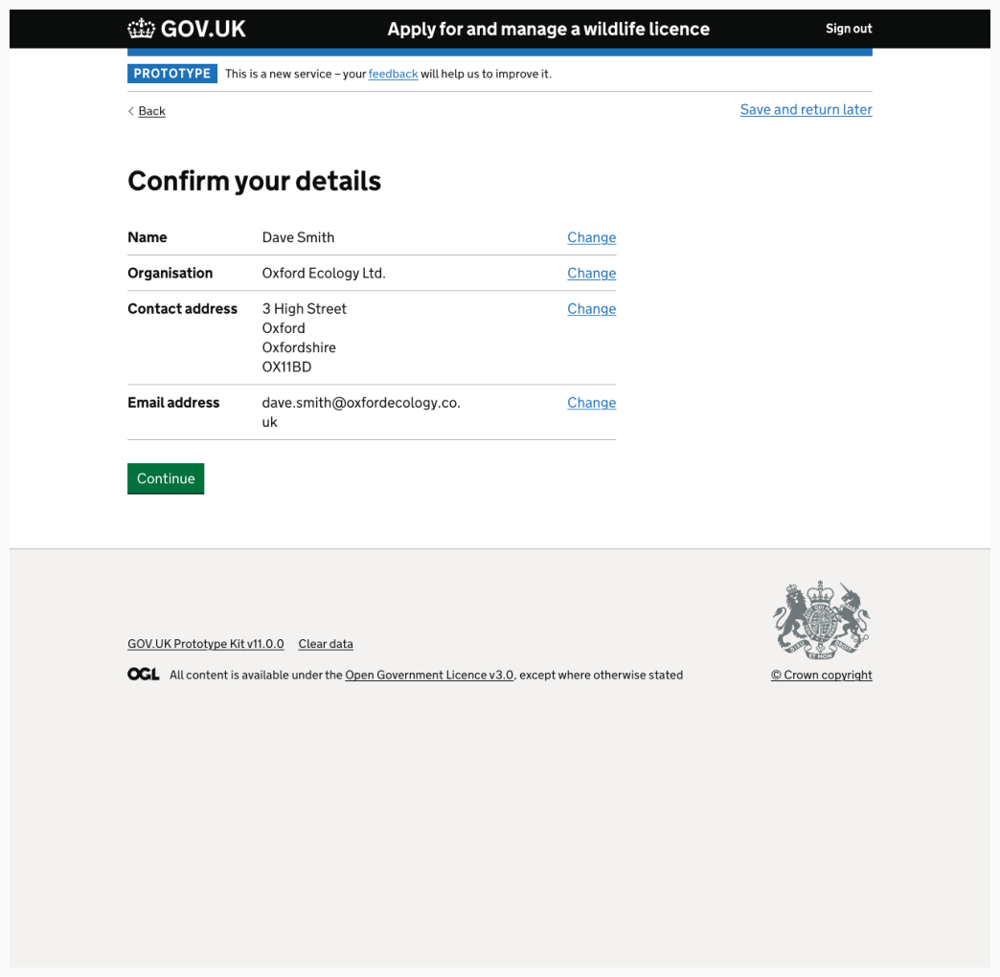 GOV.UK Apply for and manage a wildlife licence Sign out
PROTOTYPE This is a new service – your feedback will help us to improve it.
Back Save and return later
Confirm your details
Name Dave Smith Change
Organisation Oxford Ecology Ltd. Change
Contact address 3 High Street Change
Oxford
Oxfordshire
OX11BD
Email address dave.smith@oxfordecology.co. Change
uk
Continue
GOV.UK Prototype Kit v11.0.0 Clear data
OGL All content is available under the Open Government Licence v3.0, except where otherwise stated © Crown copyright